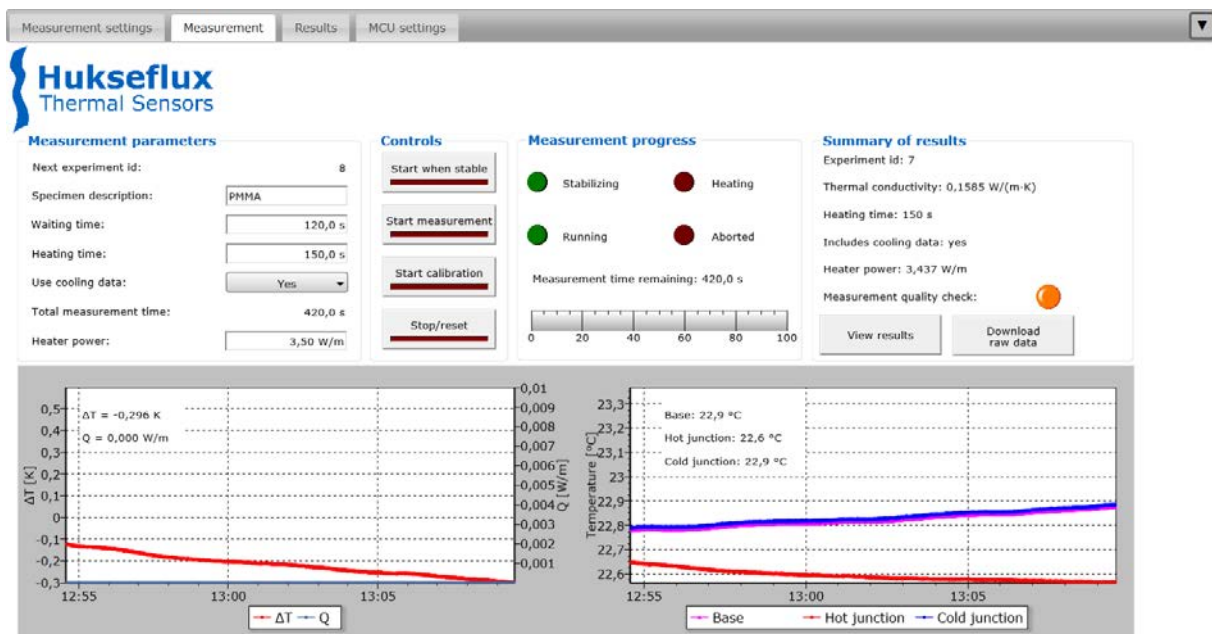 Measurement settings Measurement Results MCU settings
Hukseflux
Thermal Sensors
Measurement parameters
Next experiment id: 8
Specimen description: PMMA
Waiting time: 120,0 s
Heating time: 150,0 s
Use cooling data: Yes
Total measurement time: 420,0 s
Heater power: 3,50 W/m
Controls
Start when stable
Start measurement
Start calibration
Stop/reset
Measurement progress
Stabilizing Heating
Running Aborted
Measurement time remaining: 420,0 s
0 20 40 60 80 100
Summary of results
Experiment id: 7
Thermal conductivity: 0,1585 W/(m·K)
Heating time: 150 s
Includes cooling data: yes
Heater power: 3,437 W/m
Measurement quality check:
View results
Download
raw data
ΔT [K]
0,5
0,4
0,3
0,2
0,1
0
-0,1
-0,2
-0,3
ΔT = -0,296 K
Q = 0,000 W/m
0,01
0,009
0,008
0,007
0,006
0,005
0,004
0,003
0,002
0,001
Q [W/m]
12:55 13:00 13:05
ΔT Q
Temperature [°C]
23,3
23,2
23,1
23
22,9
22,8
22,7
22,6
Base: 22,9 °C
Hot junction: 22,6 °C
Cold junction: 22,9 °C
12:55 13:00 13:05
Base Hot junction Cold junction